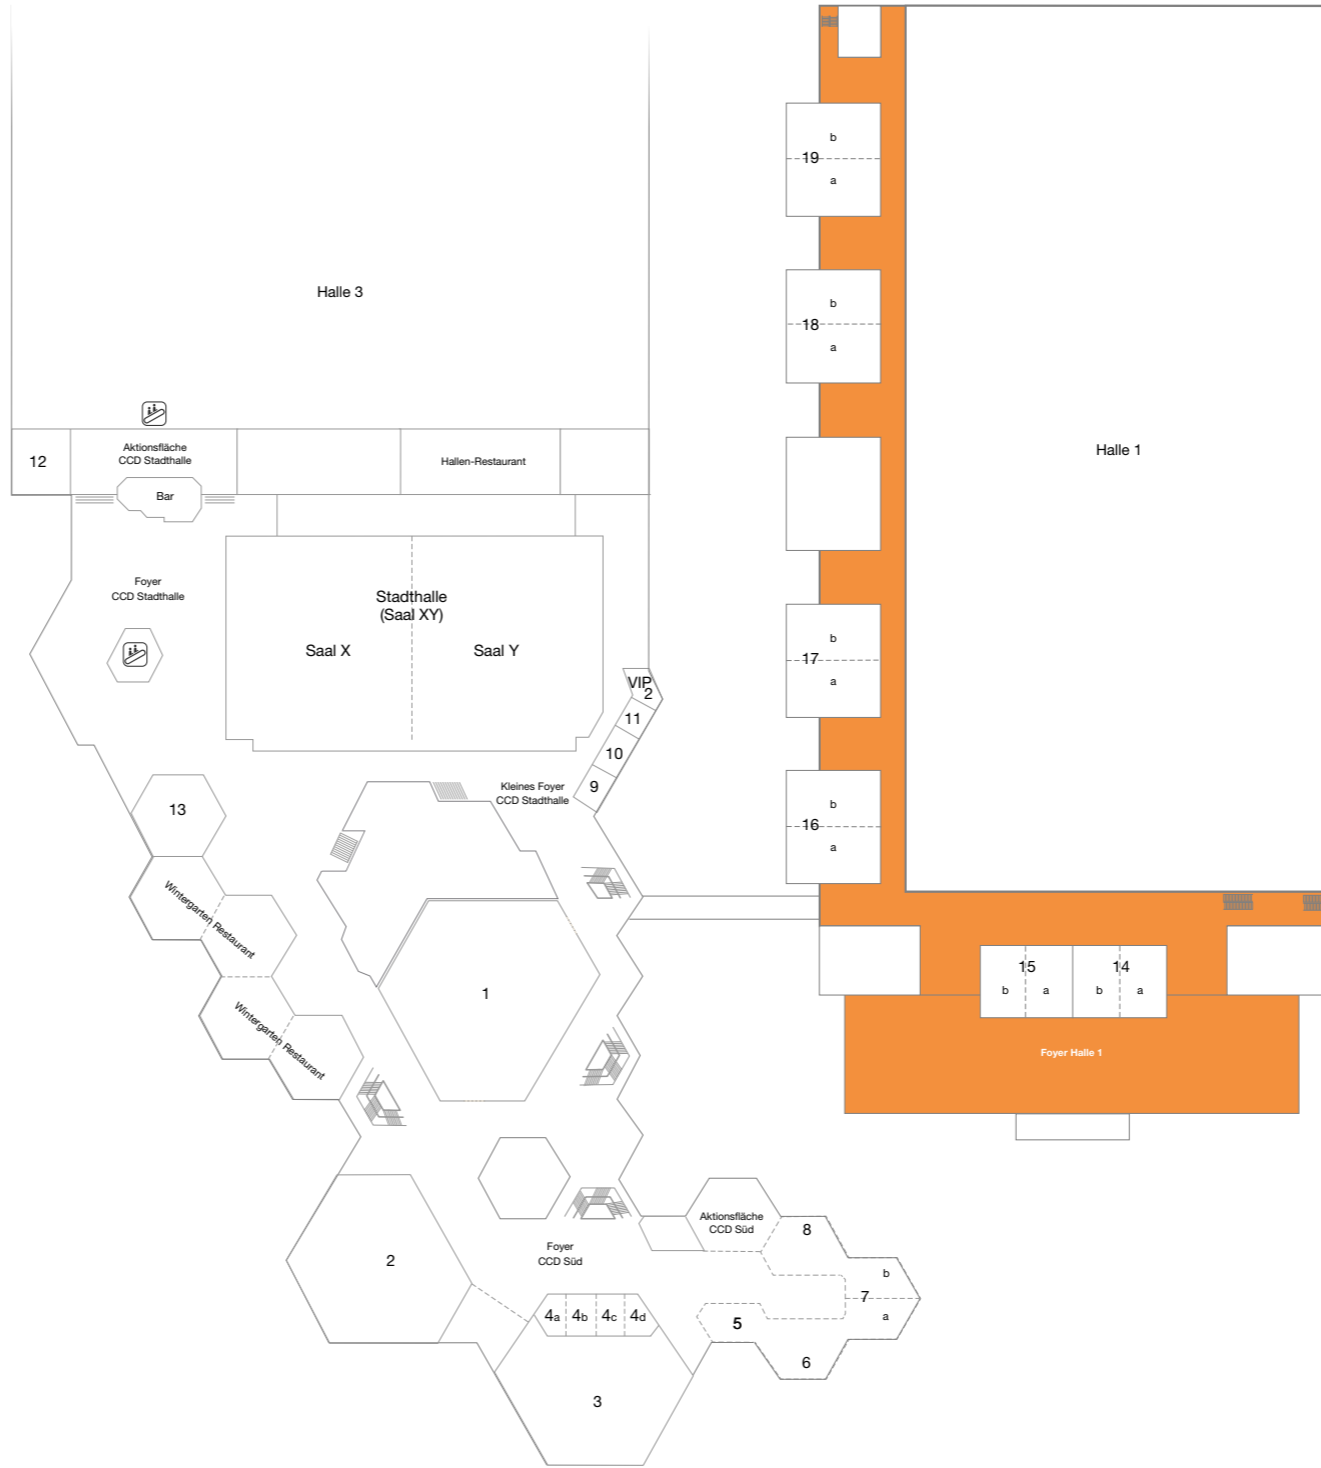 b
19
a
Halle 3
b
18
a
Halle 1
12
Aktionsfläche
CCD Stadthalle
Hallen-Restaurant
Bar
Foyer
CCD Stadthalle
Stadthalle
(Saal XY)
Saal X
Saal Y
b
17
a
VIP
2
11
10
9
Kleines Foyer
CCD Stadthalle
13
b
16
a
Wintergarten Restaurant
Wintergarten Restaurant
1
15
b
a
14
b
a
Foyer Halle 1
2
Foyer
CCD Süd
Aktionsfläche
CCD Süd
8
b
7
a
4a
4b
4c
4d
5
6
3